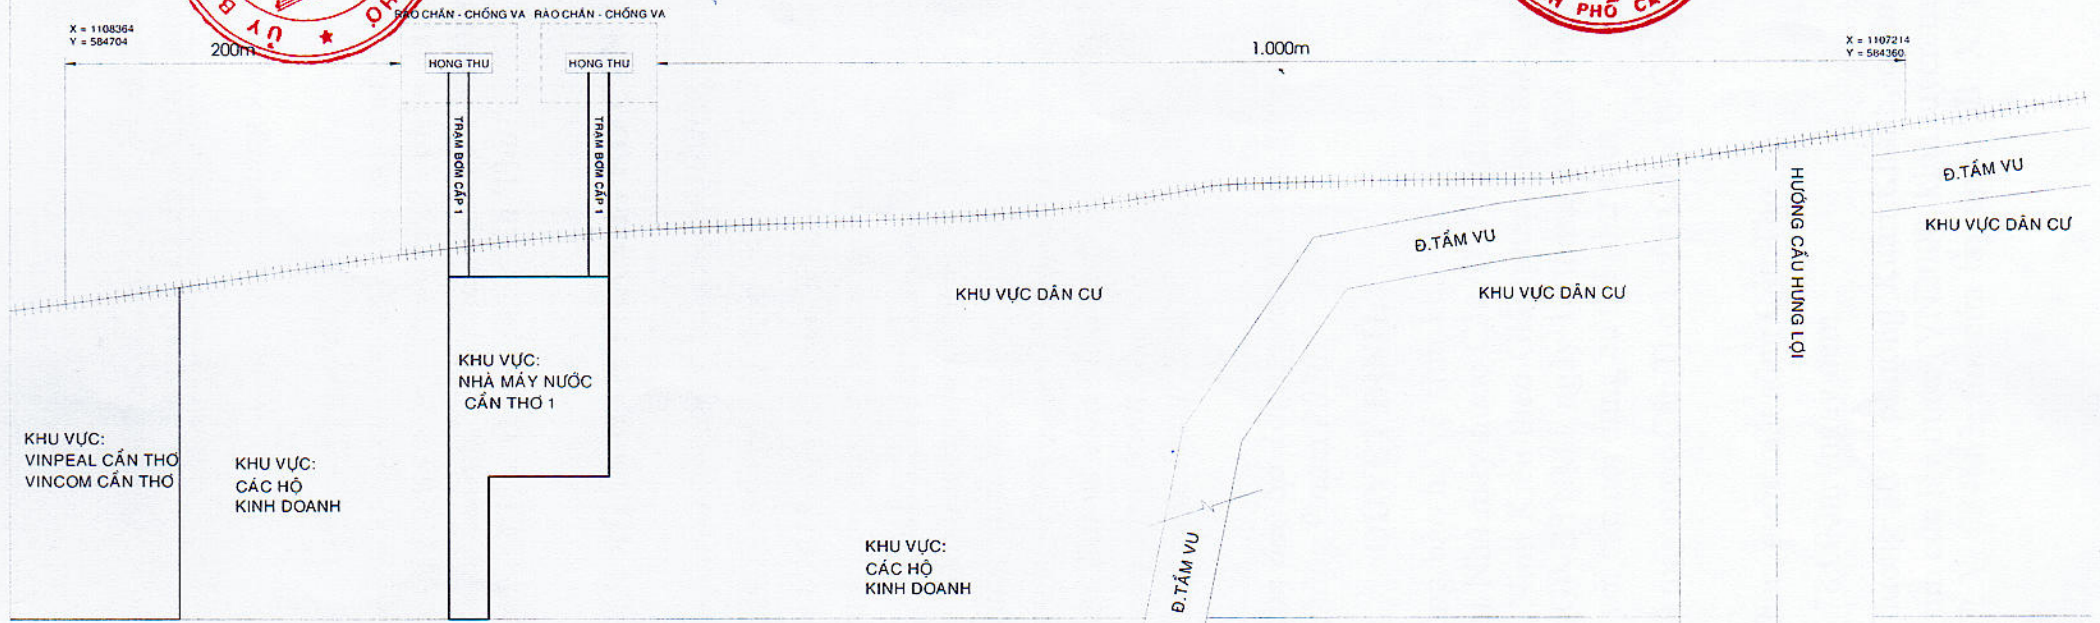 X = 1108364
Y = 584704
200m
RÀO CHẮN - CHỐNG VA
RÀO CHẮN - CHỐNG VA
HỌNG THU
HỌNG THU
TRẠM BƠM CẤP 1
TRẠM BƠM CẤP 1
1.000m
PHỐ
X = 1107214
Y = 584360
Đ.TẦM VU
KHU VỰC DÂN CƯ
HƯỚNG CẦU HƯNG LỢI
Đ.TẦM VU
KHU VỰC DÂN CƯ
KHU VỰC DÂN CƯ
KHU VỰC:
NHÀ MÁY NƯỚC
CẦN THƠ 1
KHU VỰC:
VINPEAL CẦN THƠ
VINCOM CẦN THƠ
KHU VỰC:
CÁC HỘ
KINH DOANH
KHU VỰC:
CÁC HỘ
KINH DOANH
Đ.TẦM VU